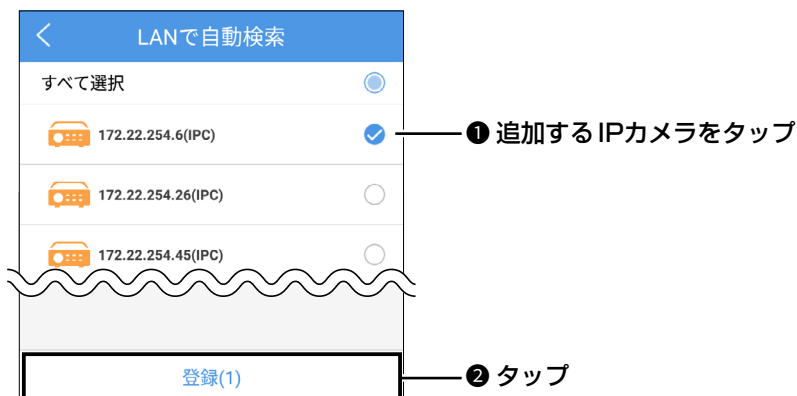 LANで自動検索
すべて選択
172.22.254.6(IPC)
❶ 追加するIPカメラをタップ
172.22.254.26(IPC)
172.22.254.45(IPC)
登録(1)
❷ タップ